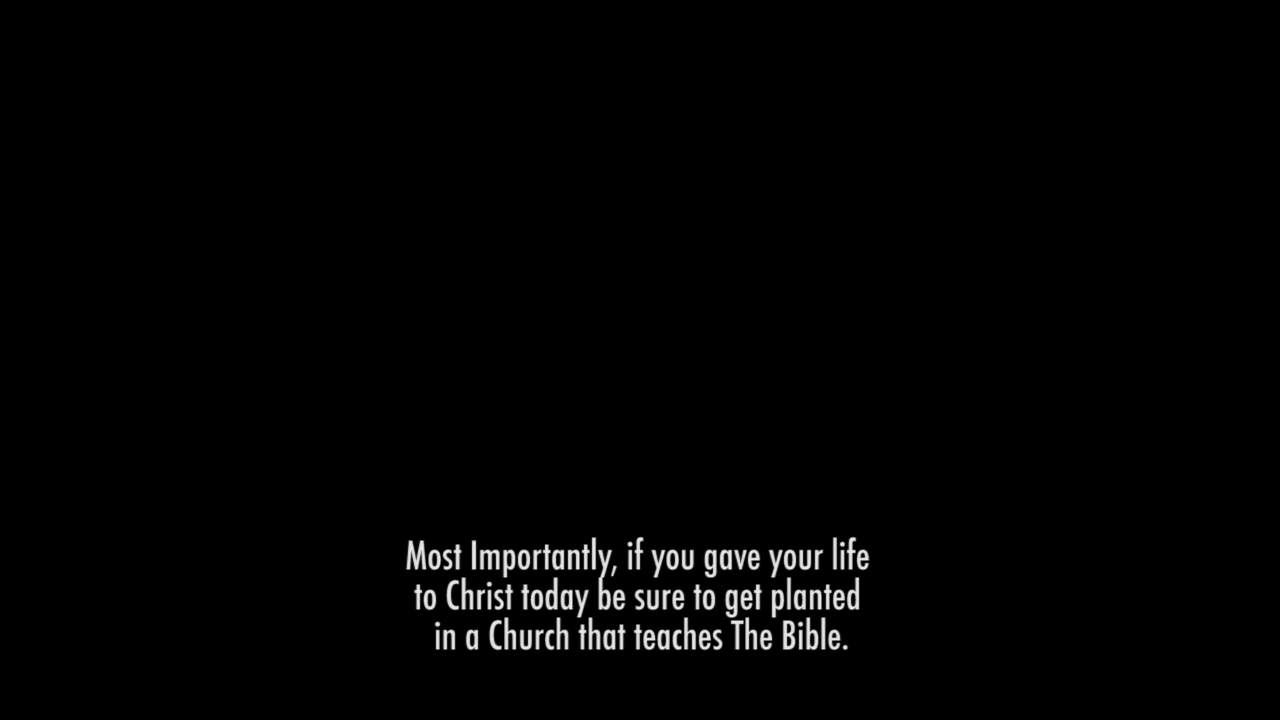 Most Importantly, if you gave your life
to Christ today be sure to get planted
in a Church that teaches The Bible.